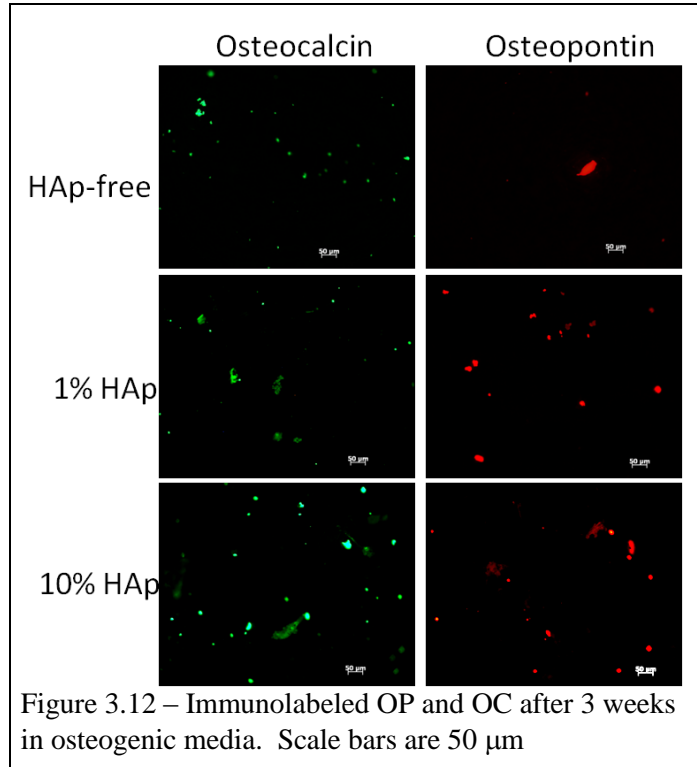 Osteocalcin Osteopontin
HAp-free
50 µm
50 µm
1% HAp
50 µm
50 µm
10% HAp
50 µm
50 µm
Figure 3.12 – Immunolabeled OP and OC after 3 weeks
in osteogenic media.  Scale bars are 50 µm